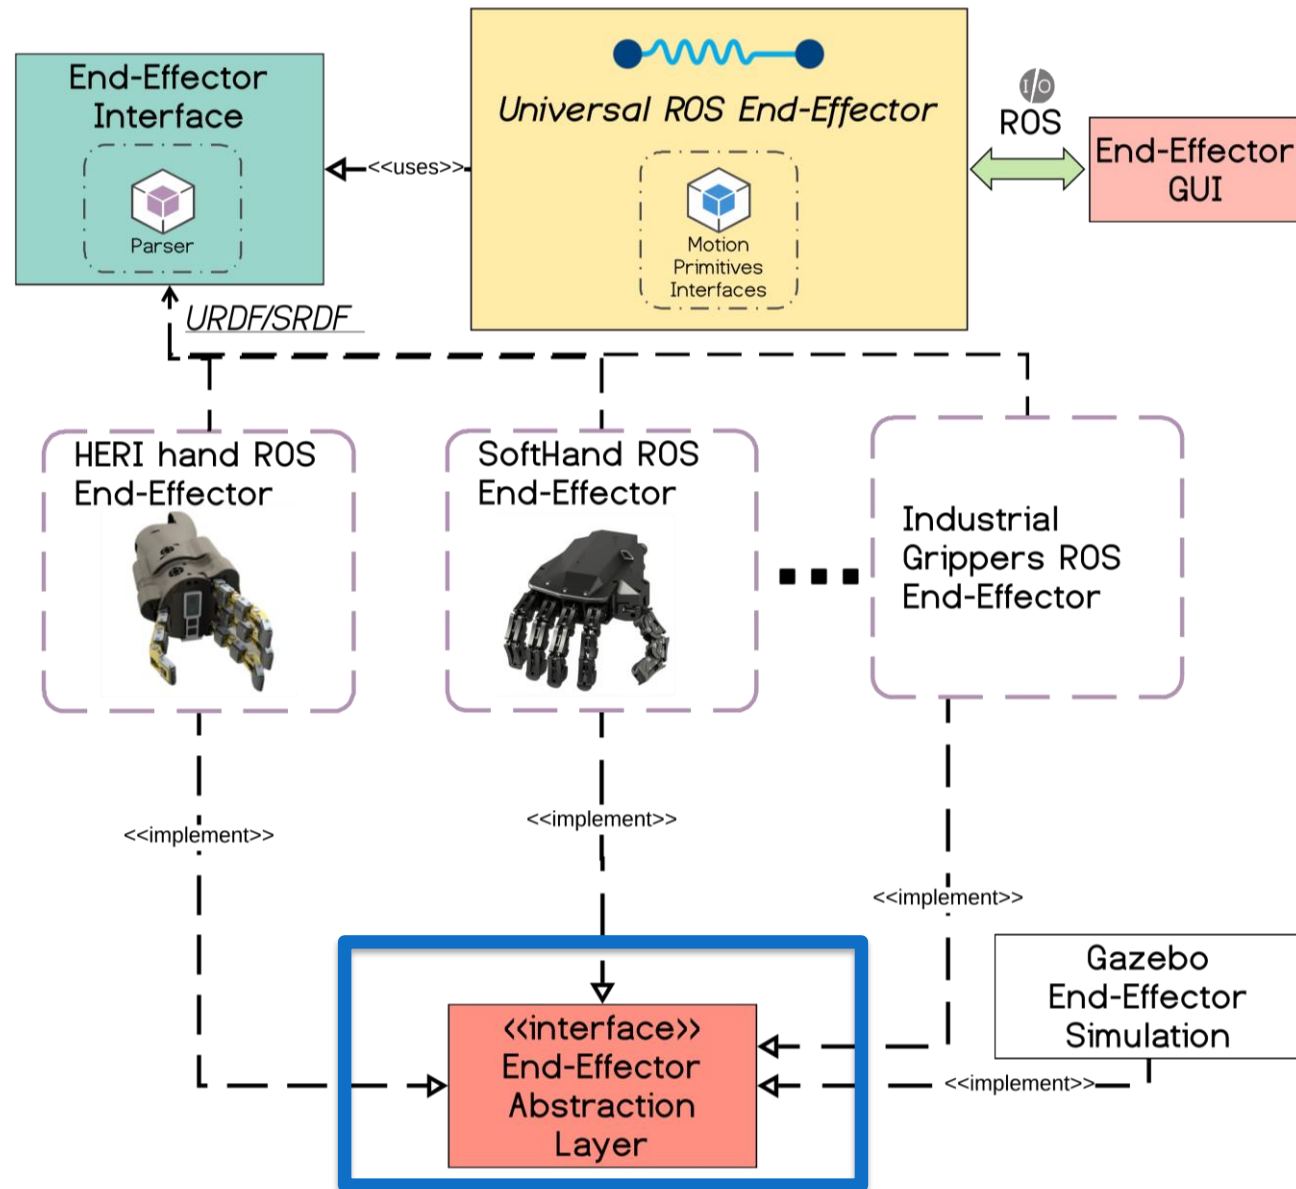 End-Effector
Interface
Parser
Universal ROS End-Effector
Motion
Primitives
Interfaces
<<uses>>
I/O
ROS
End-Effector
GUI
URDF/SRDF
HERI hand ROS
End-Effector
SoftHand ROS
End-Effector
Industrial
Grippers ROS
End-Effector
<<implement>>
<<implement>>
<<implement>>
Gazebo
End-Effector
Simulation
<<implement>>
<<interface>>
End-Effector
Abstraction
Layer